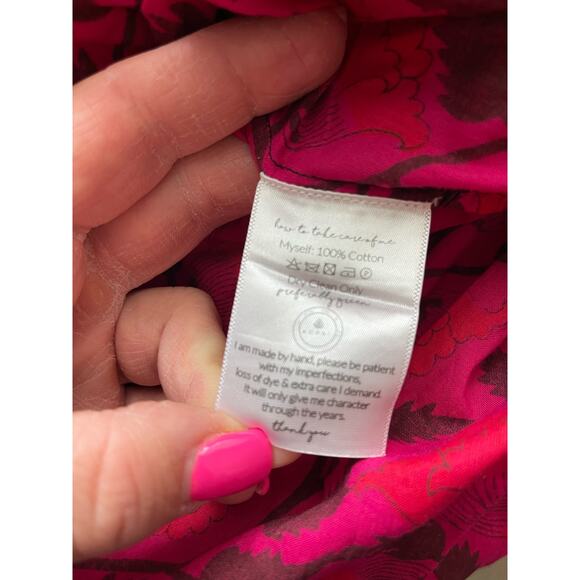 how to take care of me
Myself: 100% Cotton
Dry Clean Only
preferally green
I am made by hand, please be patient
with my imperfections,
loss of dye & extra care I demand.
It will only give me character
through the years.
thank you